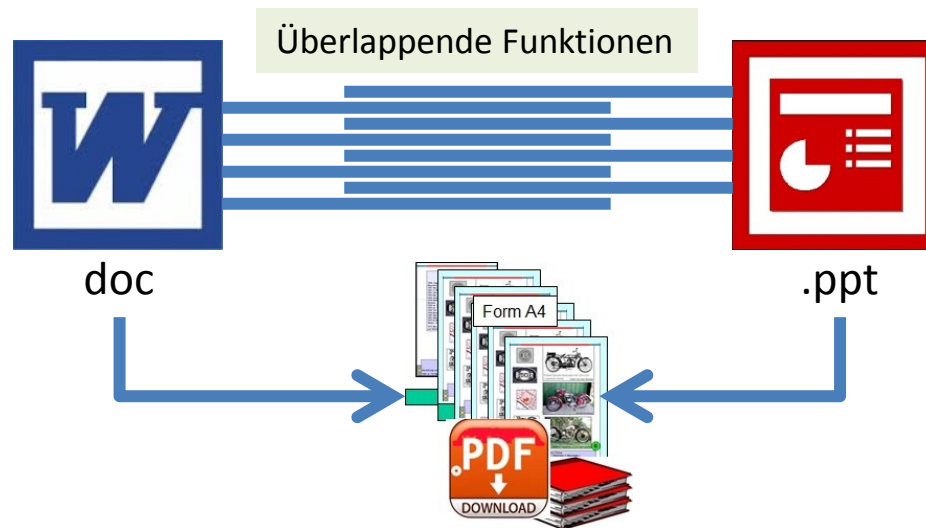 Überlappende Funktionen
W
doc
.ppt
Form A4
.PDF
DOWNLOAD